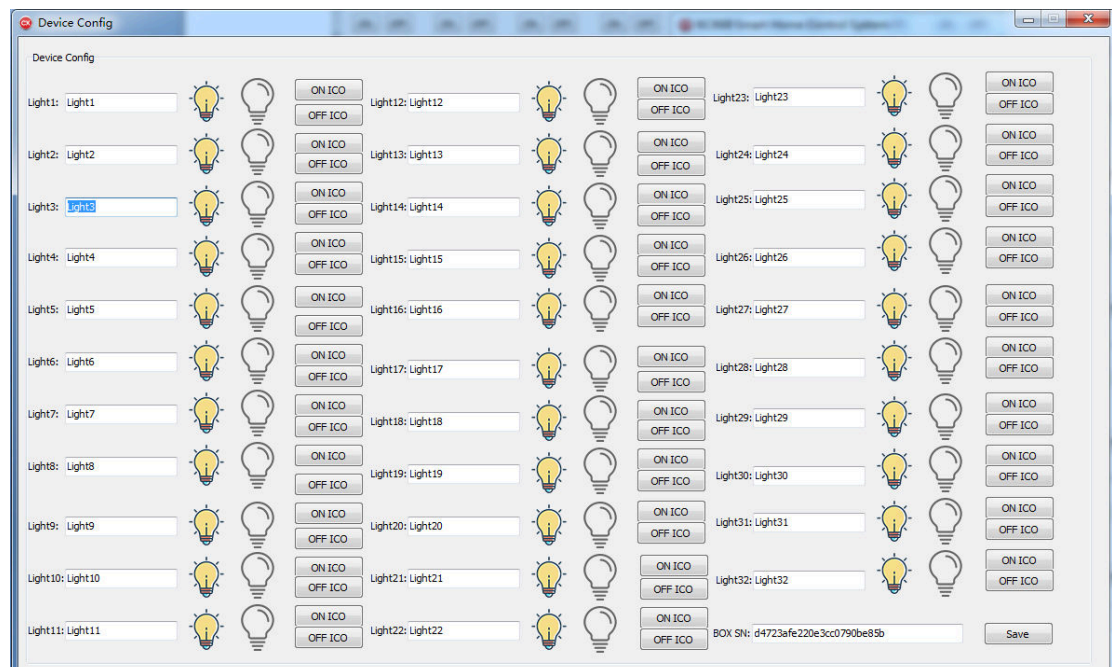 Device Config
Device Config
Light1: Light1 ON ICO OFF ICO
Light2: Light2 ON ICO OFF ICO
Light3: Light3 ON ICO OFF ICO
Light4: Light4 ON ICO OFF ICO
Light5: Light5 ON ICO OFF ICO
Light6: Light6 ON ICO OFF ICO
Light7: Light7 ON ICO OFF ICO
Light8: Light8 ON ICO OFF ICO
Light9: Light9 ON ICO OFF ICO
Light10: Light10 ON ICO OFF ICO
Light11: Light11 ON ICO OFF ICO
Light12: Light12 ON ICO OFF ICO
Light13: Light13 ON ICO OFF ICO
Light14: Light14 ON ICO OFF ICO
Light15: Light15 ON ICO OFF ICO
Light16: Light16 ON ICO OFF ICO
Light17: Light17 ON ICO OFF ICO
Light18: Light18 ON ICO OFF ICO
Light19: Light19 ON ICO OFF ICO
Light20: Light20 ON ICO OFF ICO
Light21: Light21 ON ICO OFF ICO
Light22: Light22 ON ICO OFF ICO
Light23: Light23 ON ICO OFF ICO
Light24: Light24 ON ICO OFF ICO
Light25: Light25 ON ICO OFF ICO
Light26: Light26 ON ICO OFF ICO
Light27: Light27 ON ICO OFF ICO
Light28: Light28 ON ICO OFF ICO
Light29: Light29 ON ICO OFF ICO
Light30: Light30 ON ICO OFF ICO
Light31: Light31 ON ICO OFF ICO
Light32: Light32 ON ICO OFF ICO
BOX SN: d4723afe220e3cc0790be85b Save